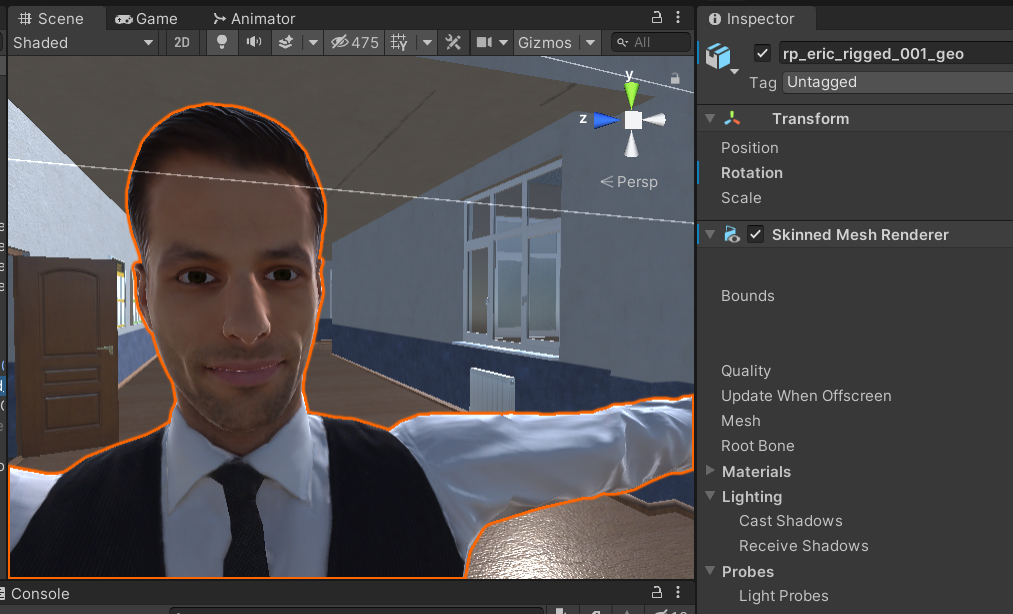 Scene Game Animator
Shaded 2D 475 Gizmos All
y
z
Persp
Console
Inspector
rp_eric_rigged_001_geo
Tag Untagged
Transform
Position
Rotation
Scale
Skinned Mesh Renderer
Bounds
Quality
Update When Offscreen
Mesh
Root Bone
Materials
Lighting
Cast Shadows
Receive Shadows
Probes
Light Probes